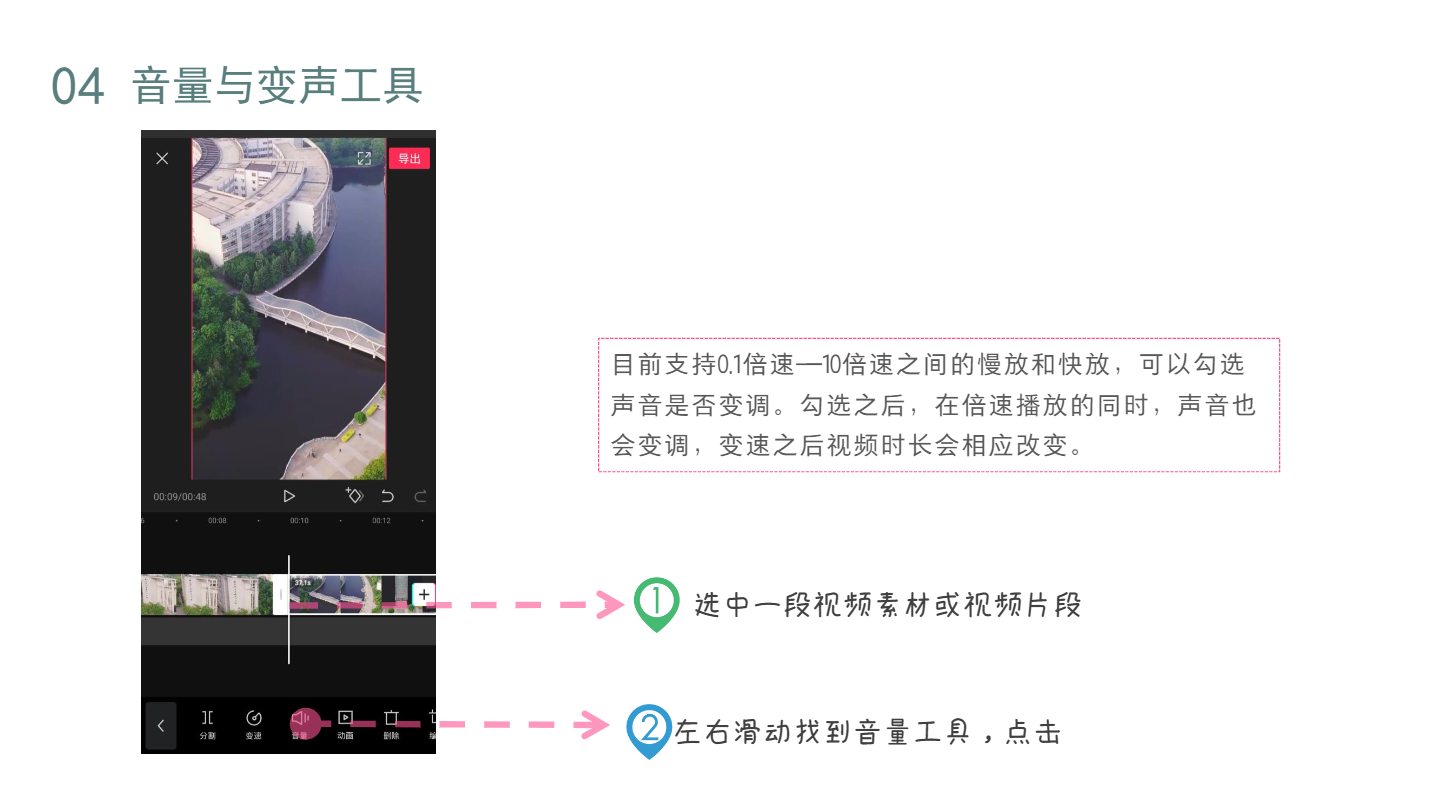 04 音量与变声工具
导出
目前支持0.1倍速—10倍速之间的慢放和快放，可以勾选
声音是否变调。勾选之后，在倍速播放的同时，声音也
会变调，变速之后视频时长会相应改变。
00:09/00:48
00:08
00:10
00:12
37.1x
1 选中一段视频素材或视频片段
2 左右滑动找到音量工具，点击
分割
变速
音量
动画
删除